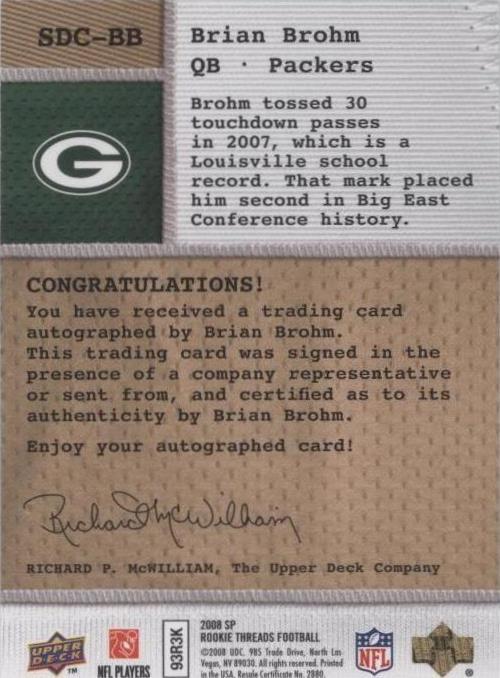 SDC-BB
Brian Brohm
QB · Packers
Brohm tossed 30
touchdown passes
in 2007, which is a
Louisville school
record. That mark placed
him second in Big East
Conference history.
G
CONGRATULATIONS!
You have received a trading card
autographed by Brian Brohm.
This trading card was signed in the
presence of a company representative
or sent from, and certified as to its
authenticity by Brian Brohm.
Enjoy your autographed card!
Richard P. McWilliam
RICHARD P. McWILLIAM, The Upper Deck Company
UPPER DECK
TM
NFL PLAYERS
93R3K
2008 SP
ROOKIE THREADS FOOTBALL
©2008 UDC. 985 Trade Drive, North Las
Vegas, NV 89030. All rights reserved. Printed
in the USA. Resale Certificate No. 2880.
NFL